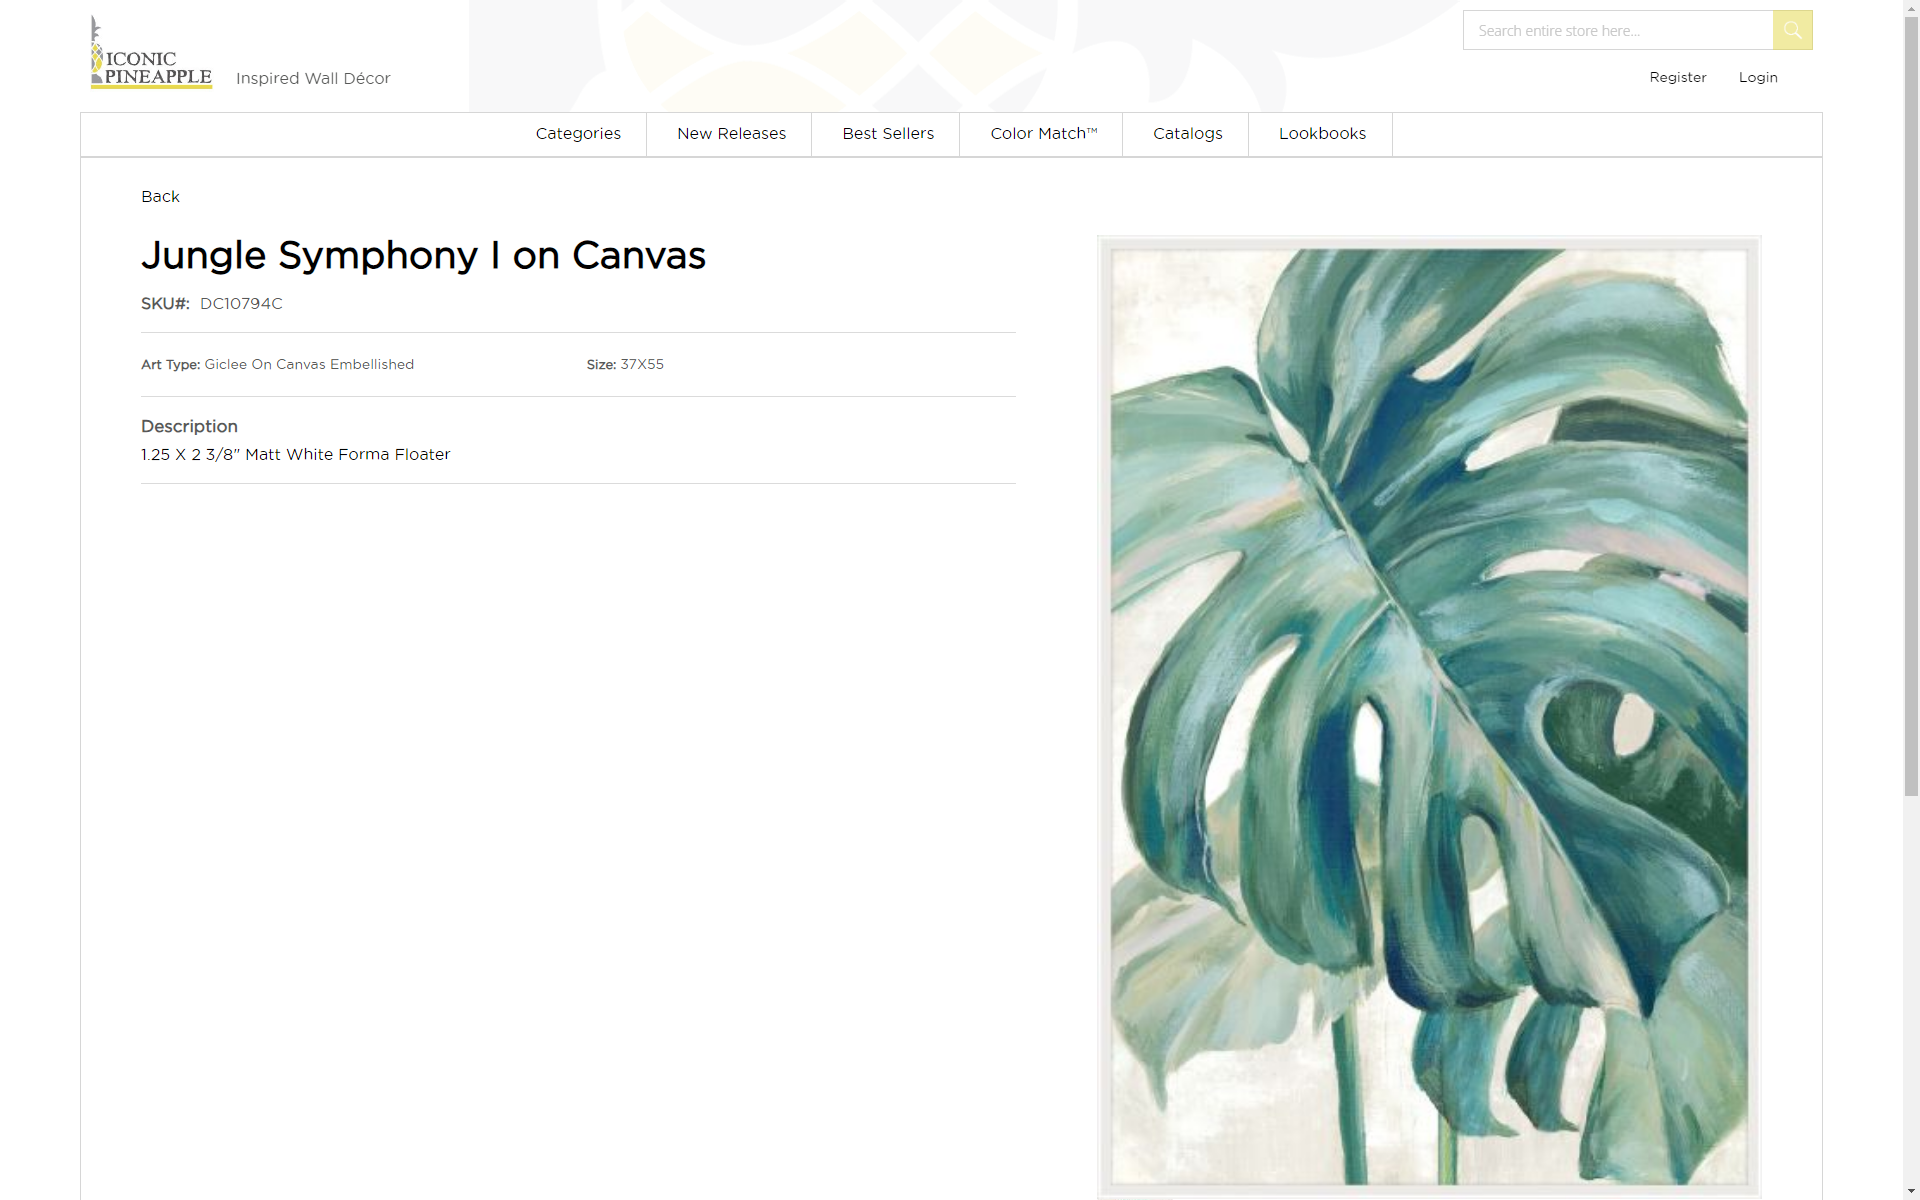 ICONIC
PINEAPPLE
Inspired Wall Décor
Search entire store here...
Register Login
Categories New Releases Best Sellers Color Match™ Catalogs Lookbooks
Back
Jungle Symphony I on Canvas
SKU#: DC10794C
Art Type: Giclee On Canvas Embellished Size: 37X55
Description
1.25 X 2 3/8" Matt White Forma Floater